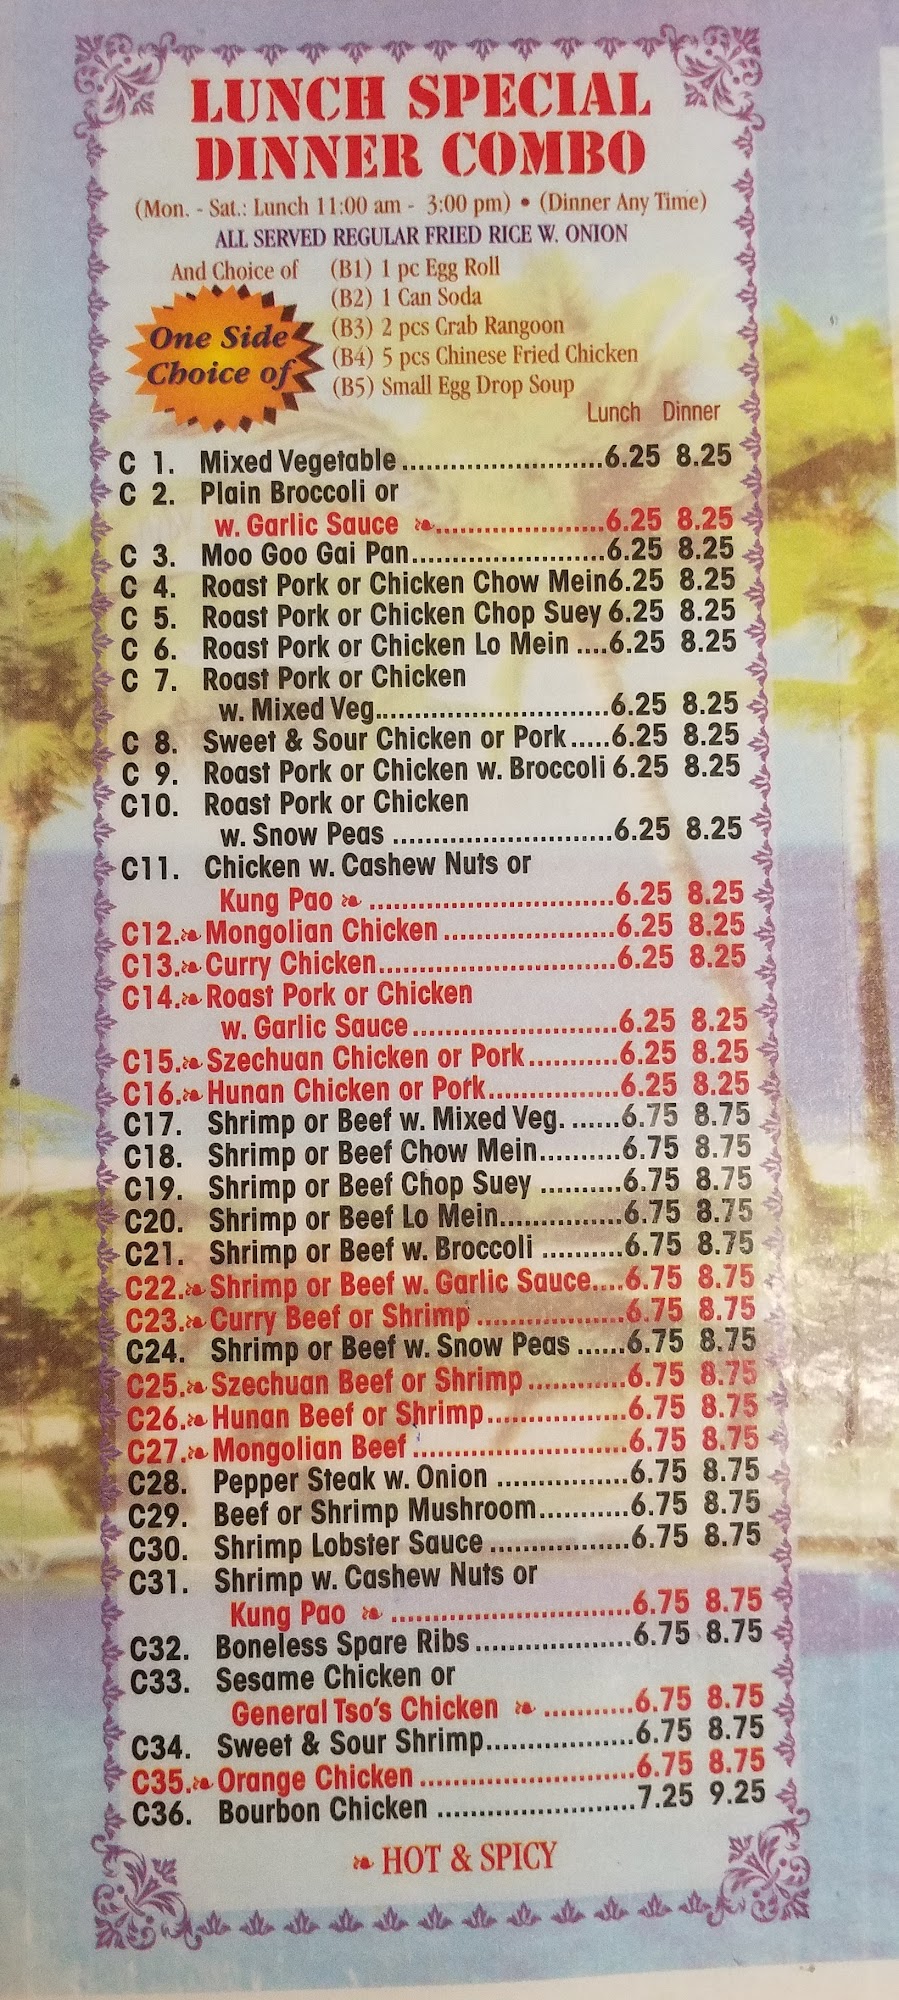 LUNCH SPECIAL
DINNER COMBO
(Mon. - Sat.: Lunch 11:00 am - 3:00 pm) • (Dinner Any Time)
ALL SERVED REGULAR FRIED RICE W. ONION
And Choice of
One Side
Choice of
(B1) 1 pc Egg Roll
(B2) 1 Can Soda
(B3) 2 pcs Crab Rangoon
(B4) 5 pcs Chinese Fried Chicken
(B5) Small Egg Drop Soup
Lunch Dinner
C 1. Mixed Vegetable.........................6.25 8.25
C 2. Plain Broccoli or
w. Garlic Sauce .....................6.25 8.25
C 3. Moo Goo Gai Pan........................6.25 8.25
C 4. Roast Pork or Chicken Chow Mein6.25 8.25
C 5. Roast Pork or Chicken Chop Suey 6.25 8.25
C 6. Roast Pork or Chicken Lo Mein ....6.25 8.25
C 7. Roast Pork or Chicken
w. Mixed Veg.............................6.25 8.25
C 8. Sweet & Sour Chicken or Pork.....6.25 8.25
C 9. Roast Pork or Chicken w. Broccoli 6.25 8.25
C10. Roast Pork or Chicken
w. Snow Peas ...........................6.25 8.25
C11. Chicken w. Cashew Nuts or
Kung Pao ..............................6.25 8.25
C12. Mongolian Chicken .....................6.25 8.25
C13. Curry Chicken.............................6.25 8.25
C14. Roast Pork or Chicken
w. Garlic Sauce.........................6.25 8.25
C15. Szechuan Chicken or Pork...........6.25 8.25
C16. Hunan Chicken or Pork................6.25 8.25
C17. Shrimp or Beef w. Mixed Veg. ......6.75 8.75
C18. Shrimp or Beef Chow Mein..........6.75 8.75
C19. Shrimp or Beef Chop Suey ..........6.75 8.75
C20. Shrimp or Beef Lo Mein...............6.75 8.75
C21. Shrimp or Beef w. Broccoli ..........6.75 8.75
C22. Shrimp or Beef w. Garlic Sauce....6.75 8.75
C23. Curry Beef or Shrimp ..................6.75 8.75
C24. Shrimp or Beef w. Snow Peas ......6.75 8.75
C25. Szechuan Beef or Shrimp ............6.75 8.75
C26. Hunan Beef or Shrimp.................6.75 8.75
C27. Mongolian Beef ..........................6.75 8.75
C28. Pepper Steak w. Onion ................6.75 8.75
C29. Beef or Shrimp Mushroom...........6.75 8.75
C30. Shrimp Lobster Sauce .................6.75 8.75
C31. Shrimp w. Cashew Nuts or
Kung Pao .............................6.75 8.75
C32. Boneless Spare Ribs...................6.75 8.75
C33. Sesame Chicken or
General Tso's Chicken ...........6.75 8.75
C34. Sweet & Sour Shrimp..................6.75 8.75
C35. Orange Chicken ..........................6.75 8.75
C36. Bourbon Chicken ........................7.25 9.25
HOT & SPICY